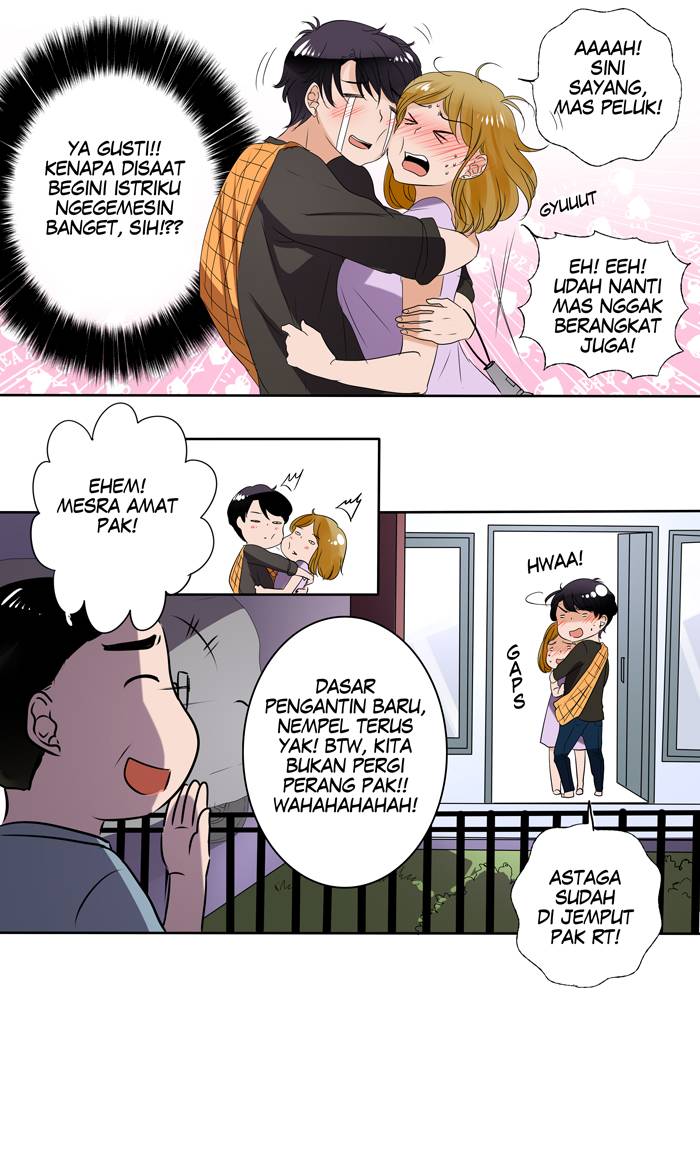 YA GUSTI!!
KENAPA DISAAT
BEGINI ISTRIKU
NGEGEMESIN
BANGET, SIH!??
AAAAH!
SINI
SAYANG,
MAS PELUK!
GYUUUT
EH! EEH!
UDAH NANTI
MAS NGGAK
BERANGKAT
JUGA!
EHEM!
MESRA AMAT
PAK!
HWAA!
GAPS
DASAR
PENGANTIN BARU,
NEMPEL TERUS
YAK! BTW, KITA
BUKAN PERGI
PERANG PAK!!
WAHAHAHAHAH!
ASTAGA
SUDAH
DI JEMPUT
PAK RT!